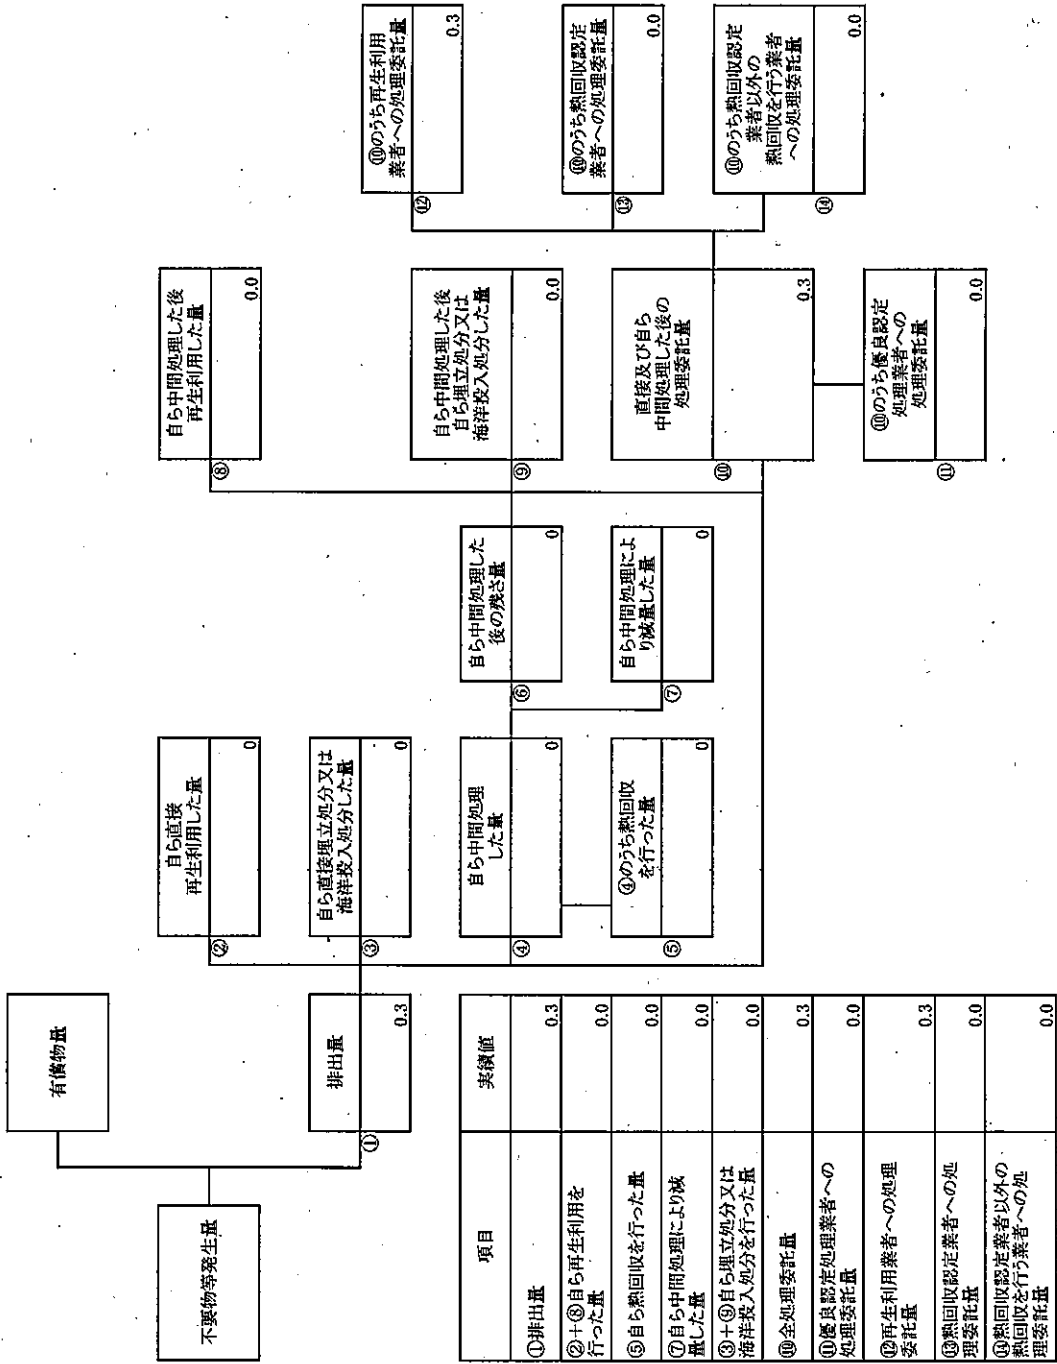 不要物等発生量
有償物量
排出量
①
0.3
自ら直接
再生利用した量
②
0
自ら直接埋立処分又は
海洋投入処分した量
③
0
自ら中間処理
した量
④
0
④のうち熱回収
を行った量
⑤
0
自ら中間処理した
後の残さ量
⑥
0
自ら中間処理によ
り減量した量
⑦
0
自ら中間処理した後
再生利用した量
⑧
0.0
自ら中間処理した後
自ら埋立処分又は
海洋投入処分した量
⑨
0.0
直接及び自ら
中間処理した後の
処理委託量
⑩
0.3
⑩のうち優良認定
処理業者への
処理委託量
⑪
0.0
⑩のうち再生利用
業者への処理委託量
⑫
0.3
⑩のうち熱回収認定
業者への処理委託量
⑬
0.0
⑩のうち熱回収認定
業者以外の
熱回収を行う業者
への処理委託量
⑭
0.0
項目 実績値
①排出量 0.3
②+⑧自ら再生利用を
行った量 0.0
⑤自ら熱回収を行った量 0.0
⑦自ら中間処理により減
量した量 0.0
③+⑨自ら埋立処分又は
海洋投入処分を行った量 0.0
⑩全処理委託量 0.3
⑪優良認定処理業者への
処理委託量 0.0
⑫再生利用業者への処理
委託量 0.3
⑬熱回収認定業者への処
理委託量 0.0
⑭熱回収認定業者以外の
熱回収を行う業者への処
理委託量 0.0